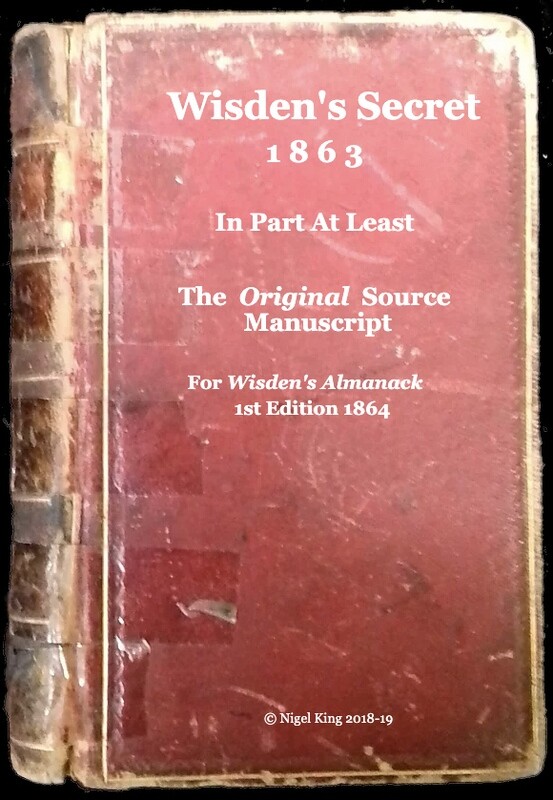 Wisden's Secret
1 8 6 3
In Part At Least
The Original Source
Manuscript
For Wisden's Almanack
1st Edition 1864
© Nigel King 2018-19